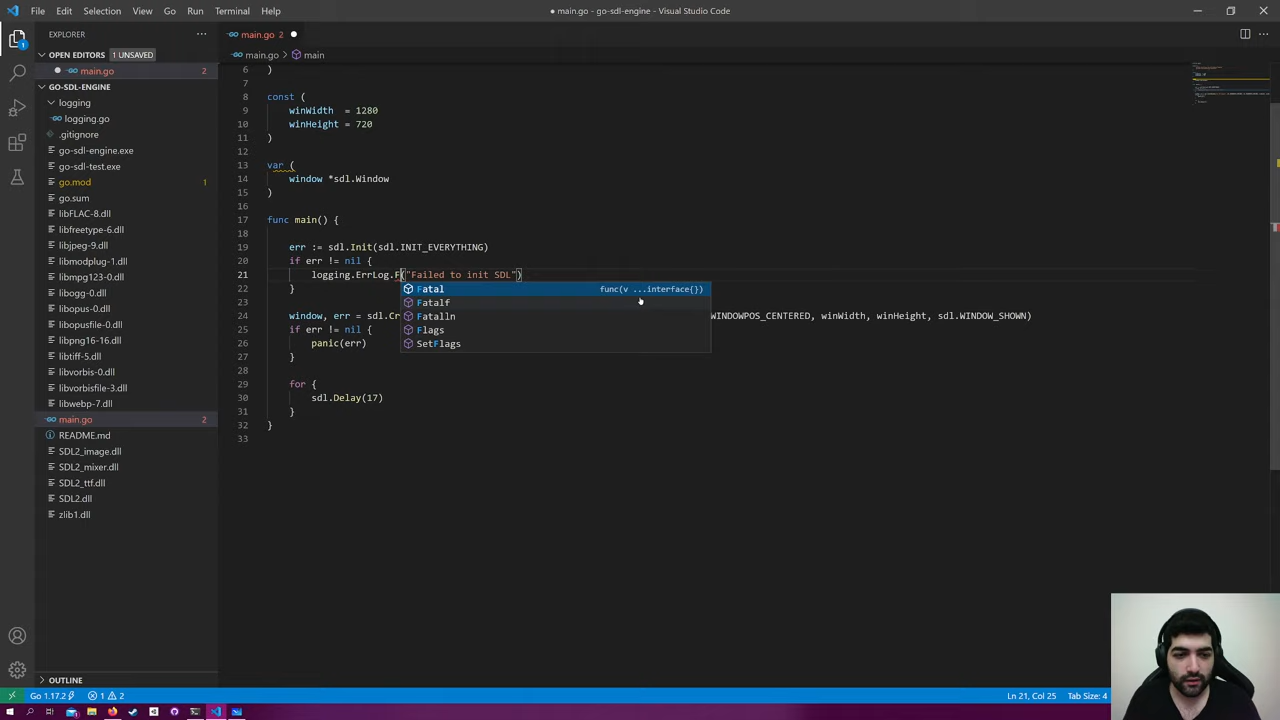 File Edit Selection View Go Run Terminal Help
● main.go - go-sdl-engine - Visual Studio Code
EXPLORER
main.go 2 ●
OPEN EDITORS 1 UNSAVED
main.go > main
● main.go 2
GO-SDL-ENGINE
logging
logging.go
.gitignore
go-sdl-engine.exe
go-sdl-test.exe
go.mod 1
go.sum
libFLAC-8.dll
libfreetype-6.dll
libjpeg-9.dll
libmodplug-1.dll
libmpg123-0.dll
libogg-0.dll
libopus-0.dll
libopusfile-0.dll
libpng16-16.dll
libtiff-5.dll
libvorbis-0.dll
libvorbisfile-3.dll
libwebp-7.dll
main.go 2
README.md
SDL2_image.dll
SDL2_mixer.dll
SDL2_ttf.dll
SDL2.dll
zlib1.dll
OUTLINE
6 )
7
8 const (
9 winWidth = 1280
10 winHeight = 720
11 )
12
13 var (
14 window *sdl.Window
15 )
16
17 func main() {
18
19 err := sdl.Init(sdl.INIT_EVERYTHING)
20 if err != nil {
21 logging.ErrLog.F("Failed to init SDL")
22 }
23
24 window, err = sdl.Cr WINDOWPOS_CENTERED, winWidth, winHeight, sdl.WINDOW_SHOWN)
25 if err != nil {
26 panic(err)
27 }
28
29 for {
30 sdl.Delay(17)
31 }
32 }
33
Fatal func(v ...interface{})
Fatalf
Fatalln
Flags
SetFlags
Go 1.17.2 1 2
Ln 21, Col 25 Tab Size: 4